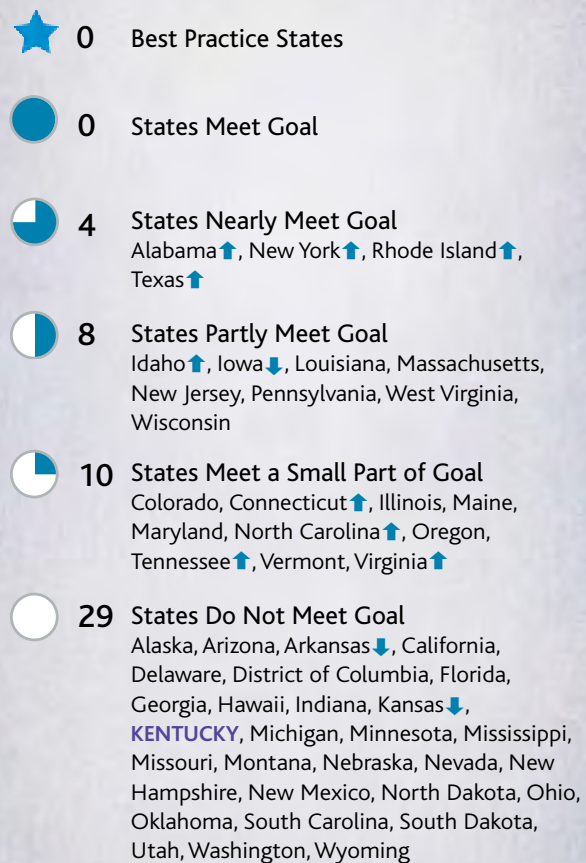 0 Best Practice States
0 States Meet Goal
4 States Nearly Meet Goal
Alabama⬆, New York⬆, Rhode Island⬆,
Texas⬆
8 States Partly Meet Goal
Idaho⬆, Iowa⬇, Louisiana, Massachusetts,
New Jersey, Pennsylvania, West Virginia,
Wisconsin
10 States Meet a Small Part of Goal
Colorado, Connecticut⬆, Illinois, Maine,
Maryland, North Carolina⬆, Oregon,
Tennessee⬆, Vermont, Virginia⬆
29 States Do Not Meet Goal
Alaska, Arizona, Arkansas⬇, California,
Delaware, District of Columbia, Florida,
Georgia, Hawaii, Indiana, Kansas⬇,
KENTUCKY, Michigan, Minnesota, Mississippi,
Missouri, Montana, Nebraska, Nevada, New
Hampshire, New Mexico, North Dakota, Ohio,
Oklahoma, South Carolina, South Dakota,
Utah, Washington, Wyoming